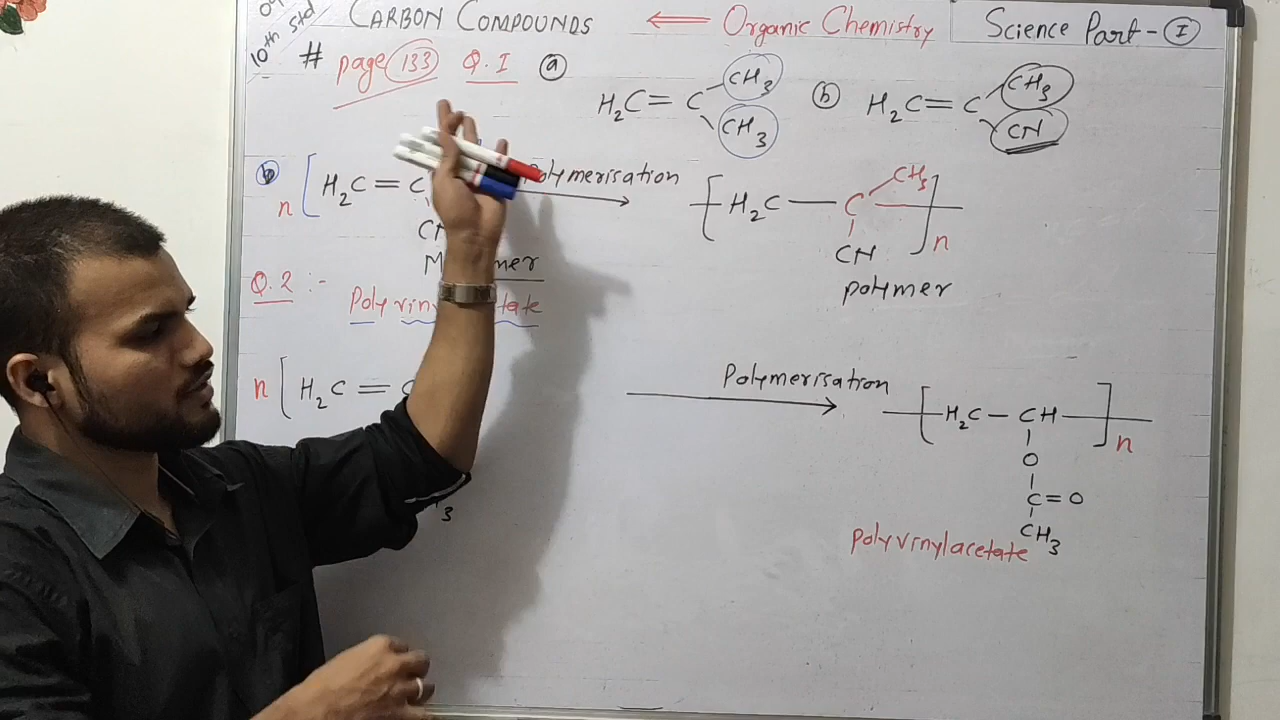 10th std
CARBON COMPOUNDS ⟸ Organic Chemistry Science Part - I
# page 133 Q.I
(a) H₂C = C CH₃ CH₃
(b) H₂C = C CH₃ CN
(b) n [ H₂C = C Polymerisation [ H₂C — C CH₃ ]n
CN
polymer
Q.2 :-
n [ H₂C = Polymerisation [ H₂C — CH ]n
O
C = O
CH₃
polyvinylacetate